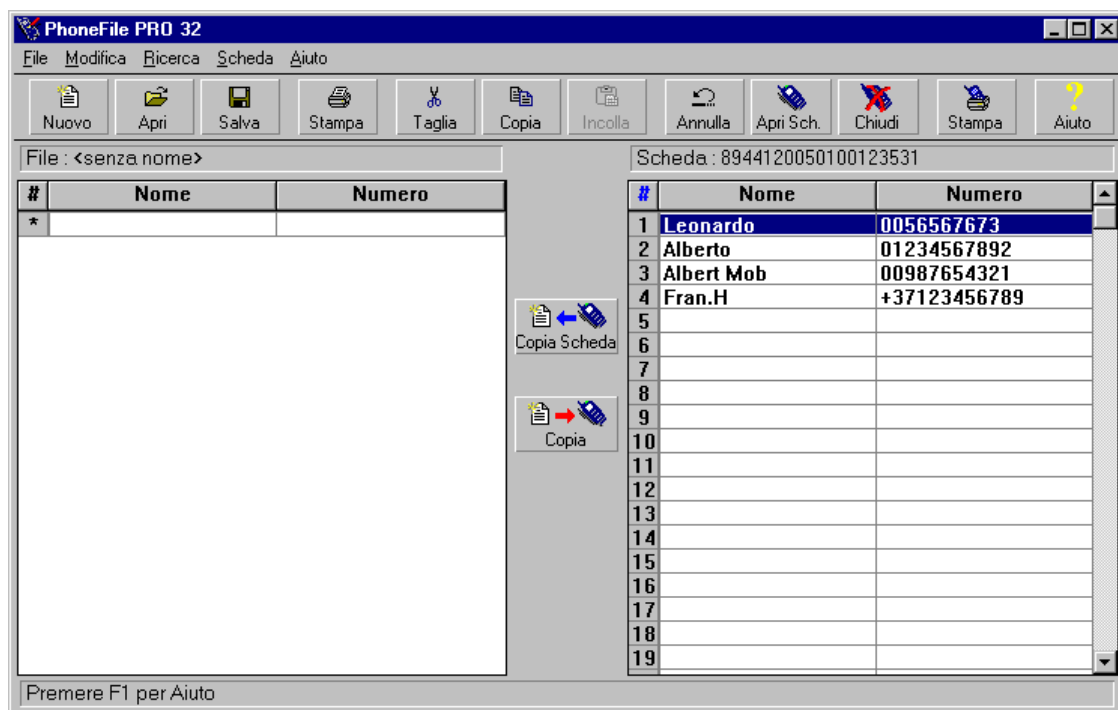 PhoneFile PRO 32
File Modifica Ricerca Scheda Aiuto
Nuovo Apri Salva Stampa Taglia Copia Incolla Annulla Apri Sch. Chiudi Stampa Aiuto
File : <senza nome>
Scheda : 8944120050100123531
# Nome Numero
*
Copia Scheda
Copia
# Nome Numero
1 Leonardo 0056567673
2 Alberto 01234567892
3 Albert Mob 00987654321
4 Fran.H +37123456789
5
6
7
8
9
10
11
12
13
14
15
16
17
18
19
Premere F1 per Aiuto